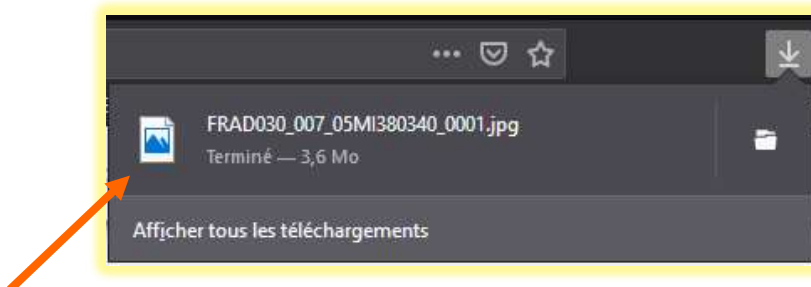 FRAD030_007_05MI380340_0001.jpg
Terminé — 3,6 Mo
Afficher tous les téléchargements